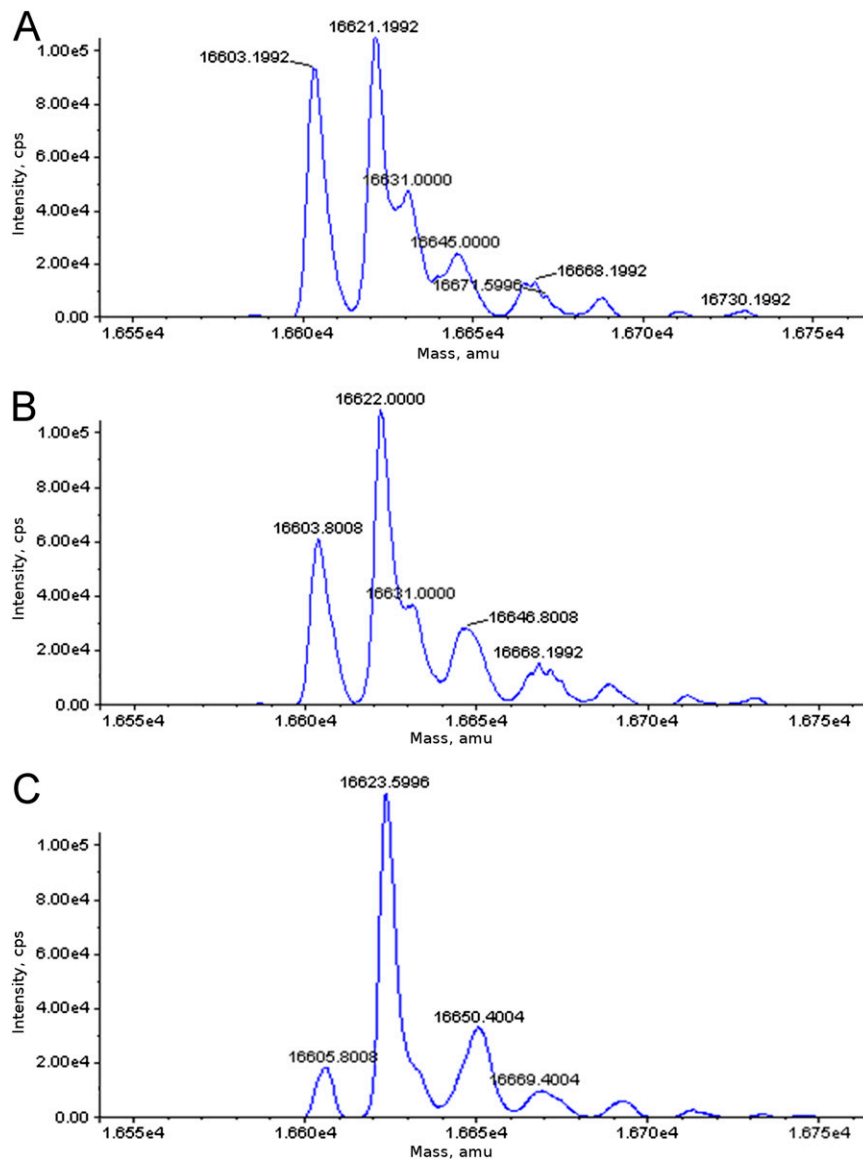 A
16621.1992
16603.1992
1.00e5
8.00e4
16631.0000
Intensity, cps
6.00e4
4.00e4
16645.0000
16671.5996
16668.1992
2.00e4
16730.1992
0.00
1.655e4 1.660e4 1.665e4 1.670e4 1.675e4
Mass, amu
B
16622.0000
1.00e5
8.00e4
16603.8008
Intensity, cps
6.00e4
16631.0000
4.00e4
16646.8008
16668.1992
2.00e4
0.00
1.655e4 1.660e4 1.665e4 1.670e4 1.675e4
Mass, amu
C
16623.5996
1.00e5
8.00e4
Intensity, cps
6.00e4
4.00e4
16650.4004
16605.8008
2.00e4
16669.4004
0.00
1.655e4 1.660e4 1.665e4 1.670e4 1.675e4
Mass, amu